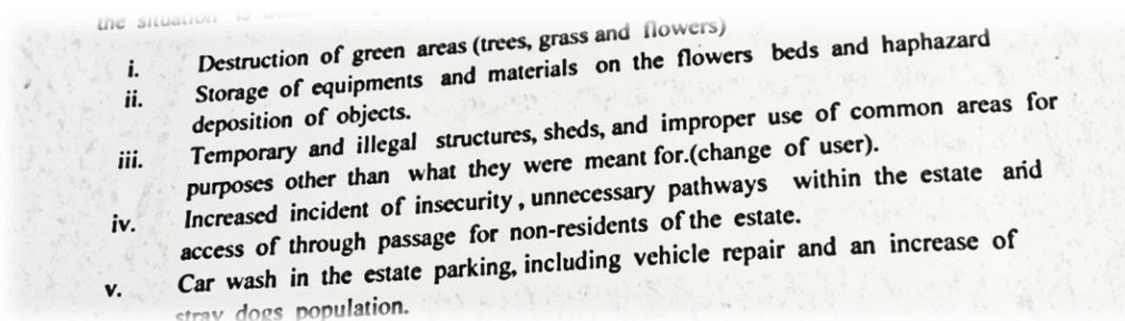 the situation is
i. Destruction of green areas (trees, grass and flowers)
ii. Storage of equipments and materials on the flowers beds and haphazard
deposition of objects.
iii. Temporary and illegal structures, sheds, and improper use of common areas for
purposes other than what they were meant for.(change of user).
iv. Increased incident of insecurity, unnecessary pathways within the estate and
access of through passage for non-residents of the estate.
v. Car wash in the estate parking, including vehicle repair and an increase of
stray dogs population.